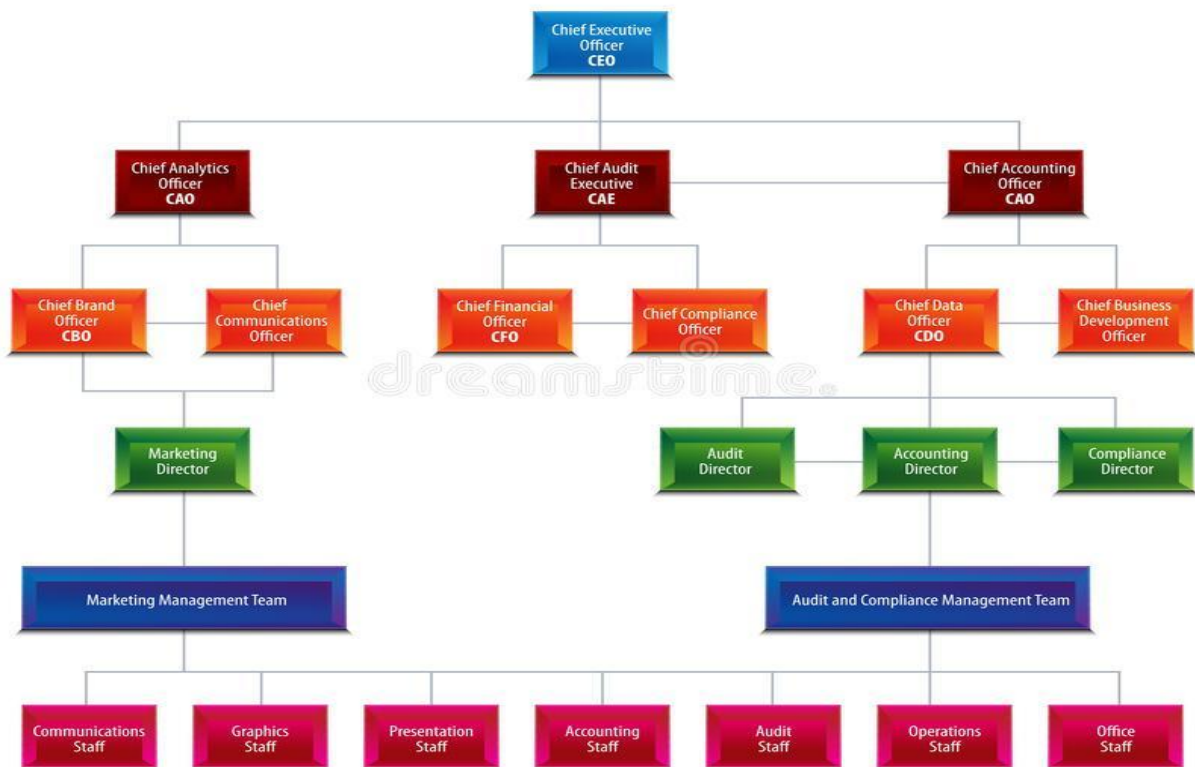 Chief Executive
Officer
CEO
Chief Analytics
Officer
CAO
Chief Audit
Executive
CAE
Chief Accounting
Officer
CAO
Chief Brand
Officer
CBO
Chief
Communications
Officer
Chief Financial
Officer
CFO
Chief Compliance
Officer
Chief Data
Officer
CDO
Chief Business
Development
Officer
dreamstime.
Marketing
Director
Audit
Director
Accounting
Director
Compliance
Director
Marketing Management Team
Audit and Compliance Management Team
Communications
Staff
Graphics
Staff
Presentation
Staff
Accounting
Staff
Audit
Staff
Operations
Staff
Office
Staff